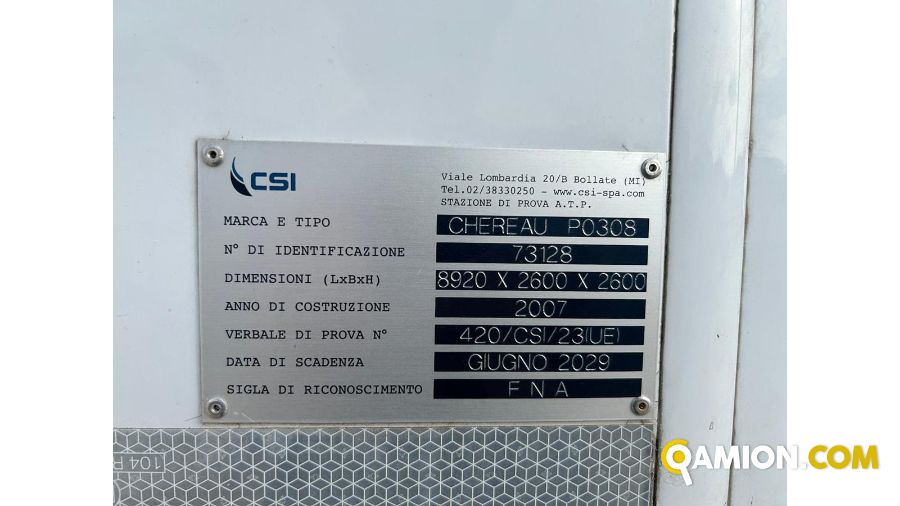 CSI
Viale Lombardia 20/B Bollate (MI)
Tel.02/38330250 - www.csi-spa.com
STAZIONE DI PROVA A.T.P.
MARCA E TIPO CHEREAU P0308
N° DI IDENTIFICAZIONE 73128
DIMENSIONI (LxBxH) 8920 X 2600 X 2600
ANNO DI COSTRUZIONE 2007
VERBALE DI PROVA N° 420/CSI/23(UE)
DATA DI SCADENZA GIUGNO 2029
SIGLA DI RICONOSCIMENTO F N A
104 R
QAMION.COM